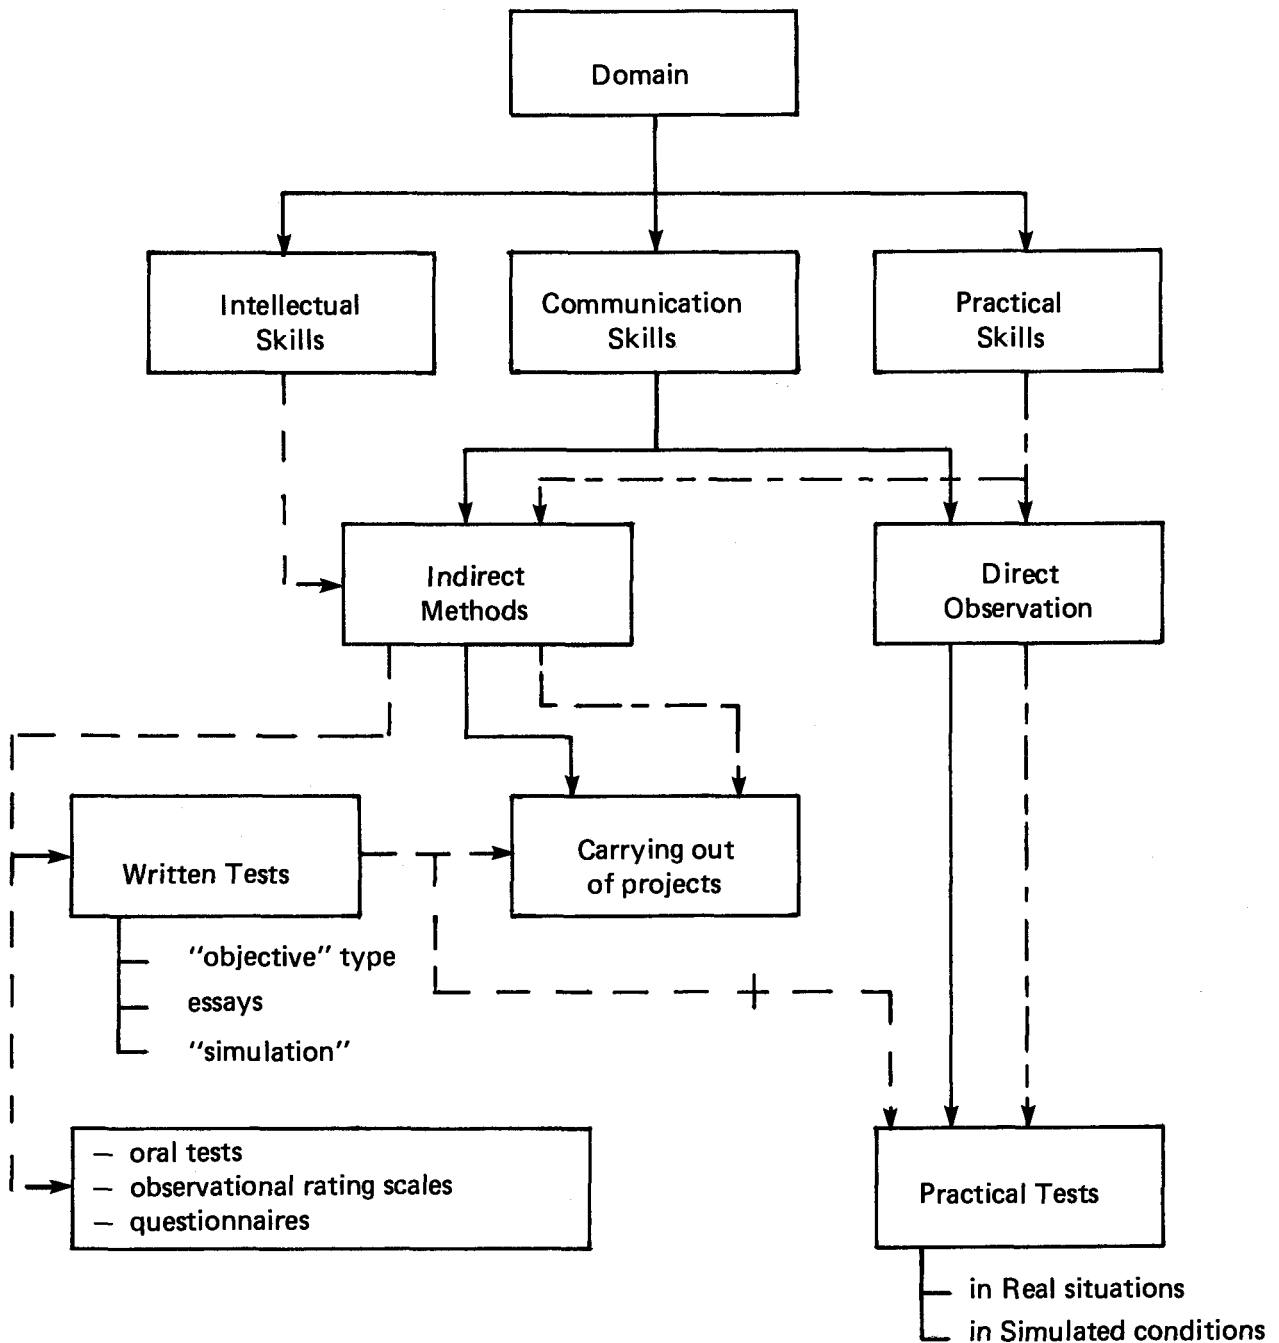 Domain
Intellectual
Skills
Communication
Skills
Practical
Skills
Indirect
Methods
Direct
Observation
Written Tests
"objective" type
essays
"simulation"
Carrying out
of projects
– oral tests
– observational rating scales
– questionnaires
Practical Tests
in Real situations
in Simulated conditions